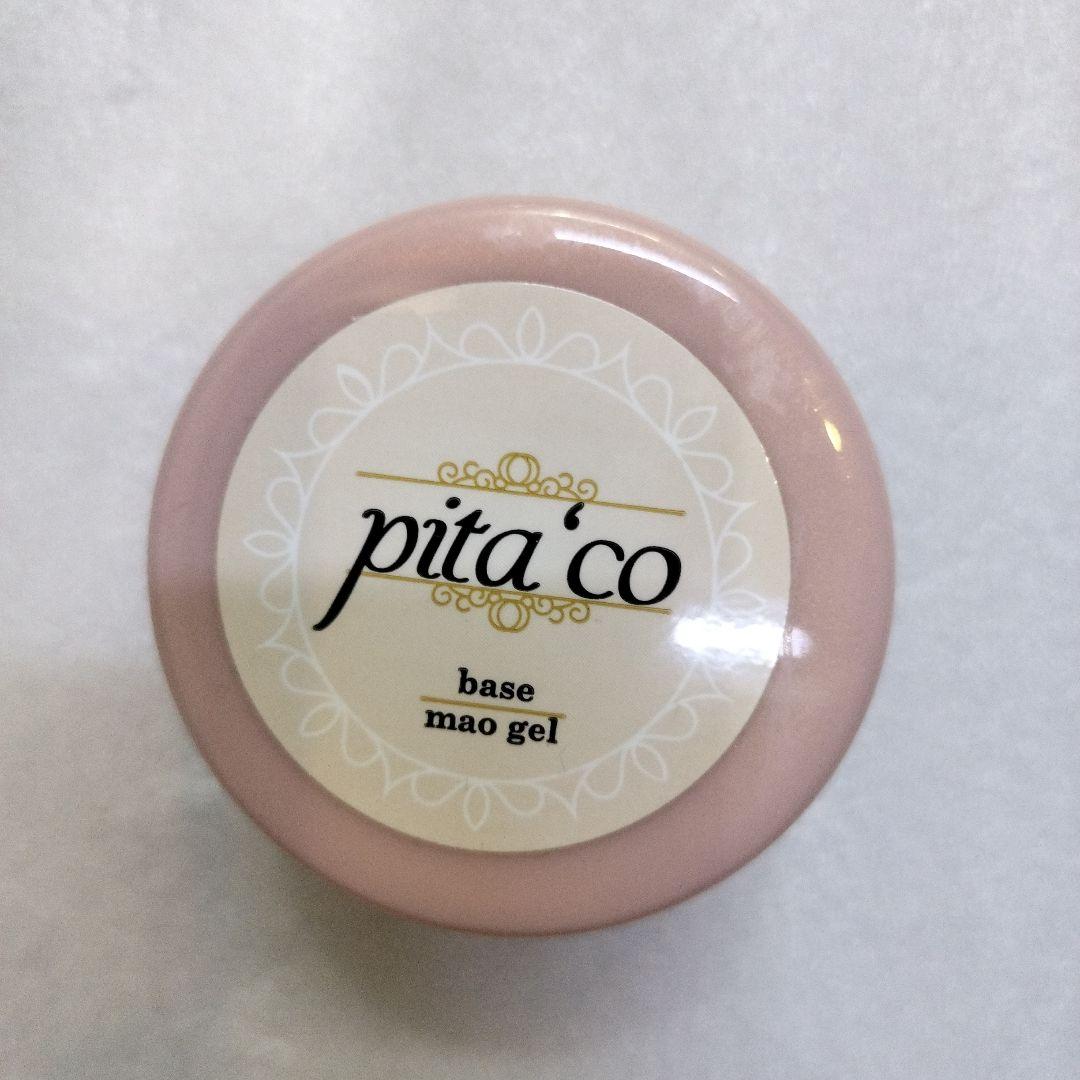 pita‘co
base
mao gel